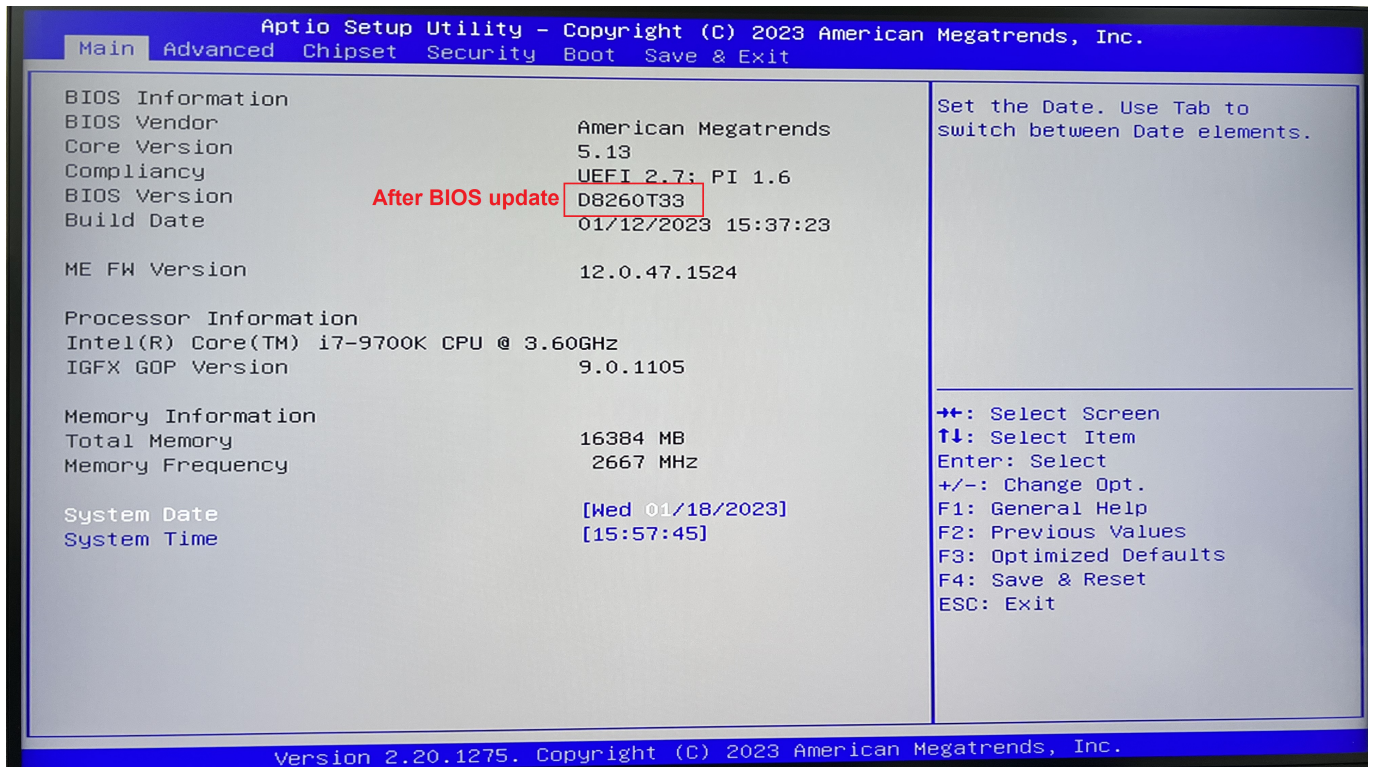 Aptio Setup Utility – Copyright (C) 2023 American Megatrends, Inc.
Main Advanced Chipset Security Boot Save & Exit
BIOS Information
BIOS Vendor American Megatrends
Core Version 5.13
Compliancy UEFI 2.7; PI 1.6
BIOS Version After BIOS update D8260T33
Build Date 01/12/2023 15:37:23
ME FW Version 12.0.47.1524
Processor Information
Intel(R) Core(TM) i7-9700K CPU @ 3.60GHz
IGFX GOP Version 9.0.1105
Memory Information
Total Memory 16384 MB
Memory Frequency 2667 MHz
System Date [Wed 01/18/2023]
System Time [15:57:45]
Set the Date. Use Tab to
switch between Date elements.
→←: Select Screen
↑↓: Select Item
Enter: Select
+/-: Change Opt.
F1: General Help
F2: Previous Values
F3: Optimized Defaults
F4: Save & Reset
ESC: Exit
Version 2.20.1275. Copyright (C) 2023 American Megatrends, Inc.